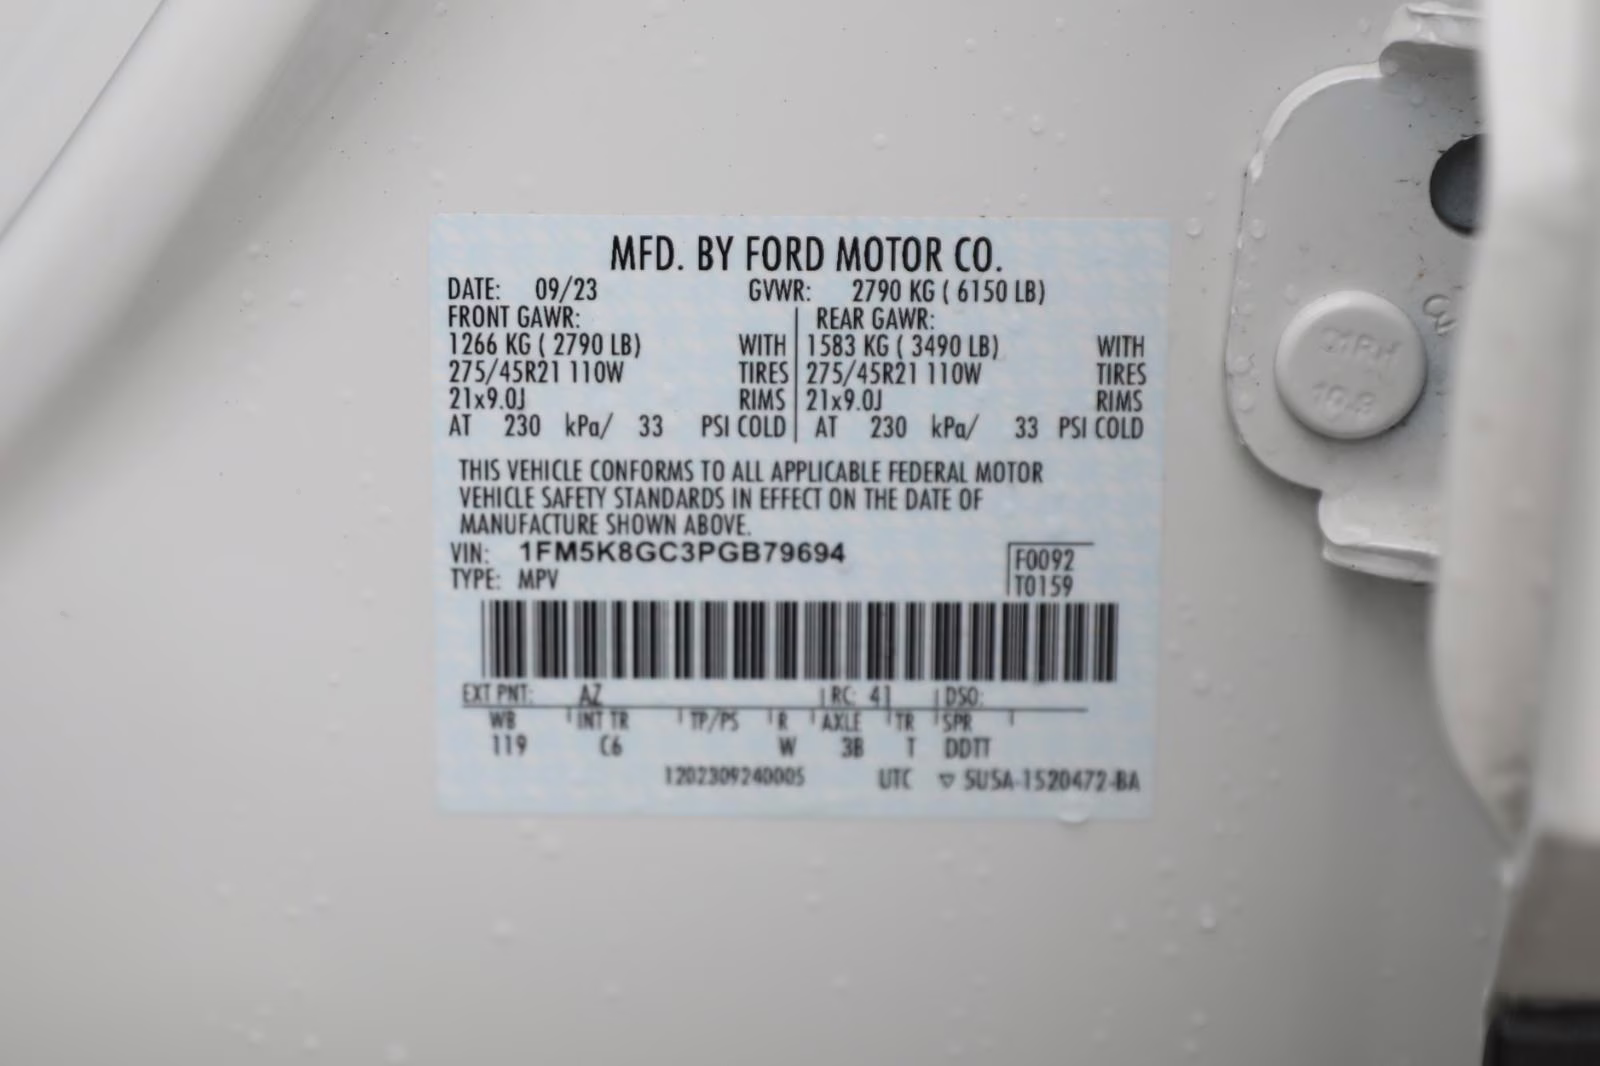 MFD. BY FORD MOTOR CO.
DATE: 09/23 GVWR: 2790 KG ( 6150 LB)
FRONT GAWR: REAR GAWR:
1266 KG ( 2790 LB) WITH 1583 KG ( 3490 LB) WITH
275/45R21 110W TIRES 275/45R21 110W TIRES
21x9.0J RIMS 21x9.0J RIMS
AT 230 kPa/ 33 PSI COLD AT 230 kPa/ 33 PSI COLD
THIS VEHICLE CONFORMS TO ALL APPLICABLE FEDERAL MOTOR
VEHICLE SAFETY STANDARDS IN EFFECT ON THE DATE OF
MANUFACTURE SHOWN ABOVE.
VIN: 1FM5K8GC3PGB79694
F0092
TYPE: MPV
T0159
EXT PNT: AZ RC: 41 DSO:
WB INT TR TP/PS R AXLE TR SPR
119 C6 W 3B T DDTT
1202309240005 UTC ▽ 5U5A-1520472-BA
10.9